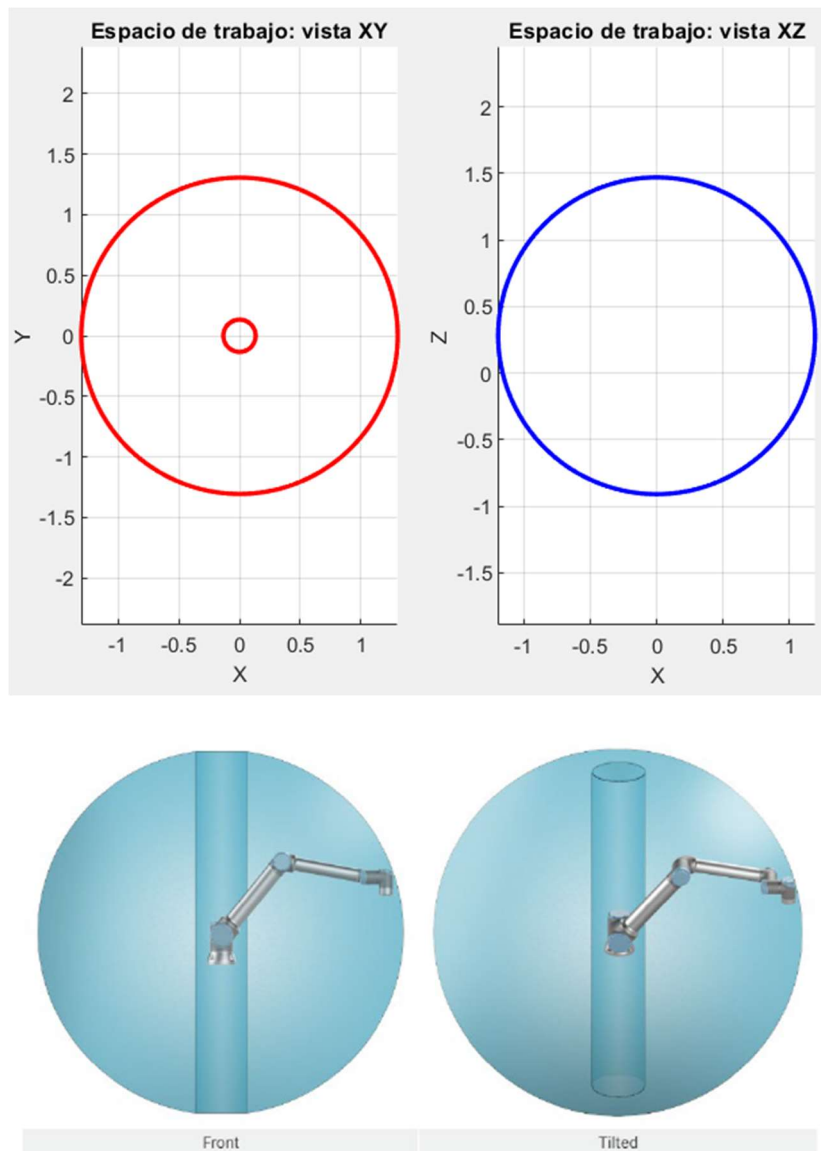 Espacio de trabajo: vista XY
2
1.5
1
0.5
0
-0.5
-1
-1.5
-2
Y
-1 -0.5 0 0.5 1
X
Espacio de trabajo: vista XZ
2
1.5
1
0.5
0
-0.5
-1
-1.5
Z
-1 -0.5 0 0.5 1
X
Front
Tilted